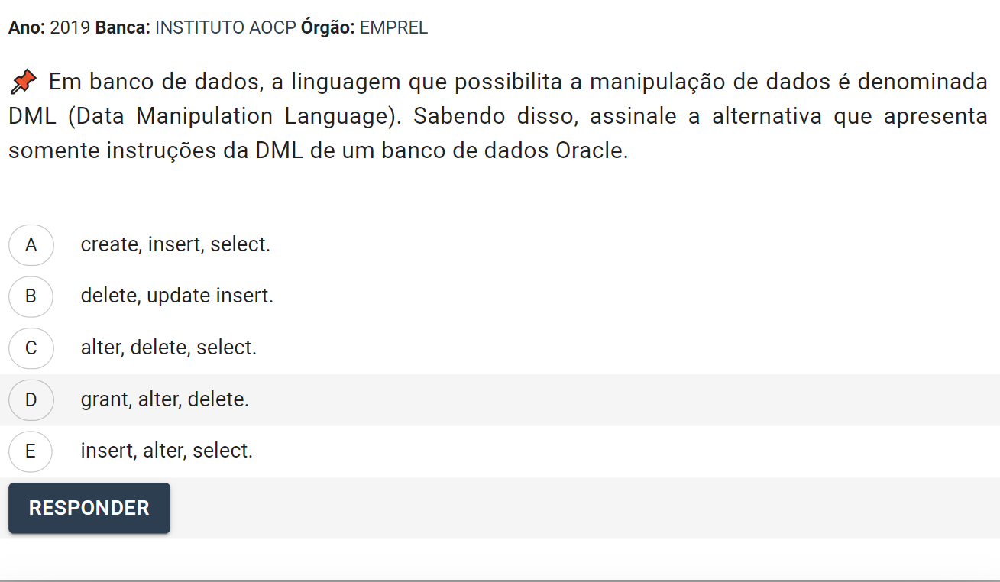 Ano: 2019 Banca: INSTITUTO AOCP Órgão: EMPREL
Em banco de dados, a linguagem que possibilita a manipulação de dados é denominada
DML (Data Manipulation Language). Sabendo disso, assinale a alternativa que apresenta
somente instruções da DML de um banco de dados Oracle.
A create, insert, select.
B delete, update insert.
C alter, delete, select.
D grant, alter, delete.
E insert, alter, select.
RESPONDER